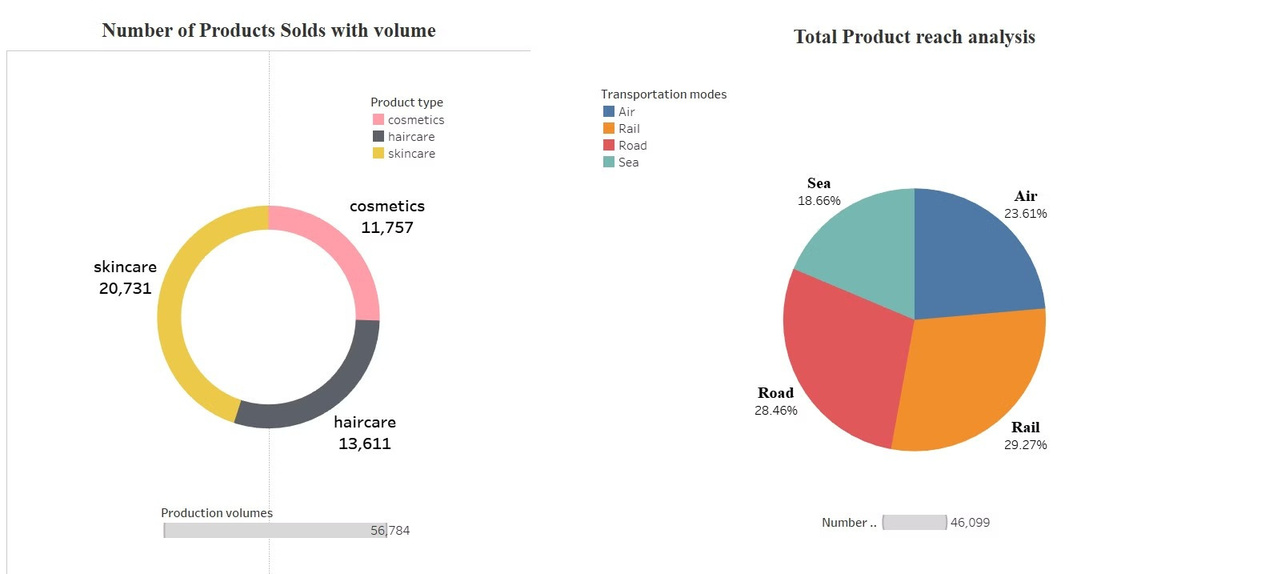 Number of Products Solds with volume
Product type
cosmetics
haircare
skincare
cosmetics
11,757
skincare
20,731
haircare
13,611
Production volumes
56,784
Total Product reach analysis
Transportation modes
Air
Rail
Road
Sea
Sea
18.66%
Air
23.61%
Road
28.46%
Rail
29.27%
Number .. 46,099